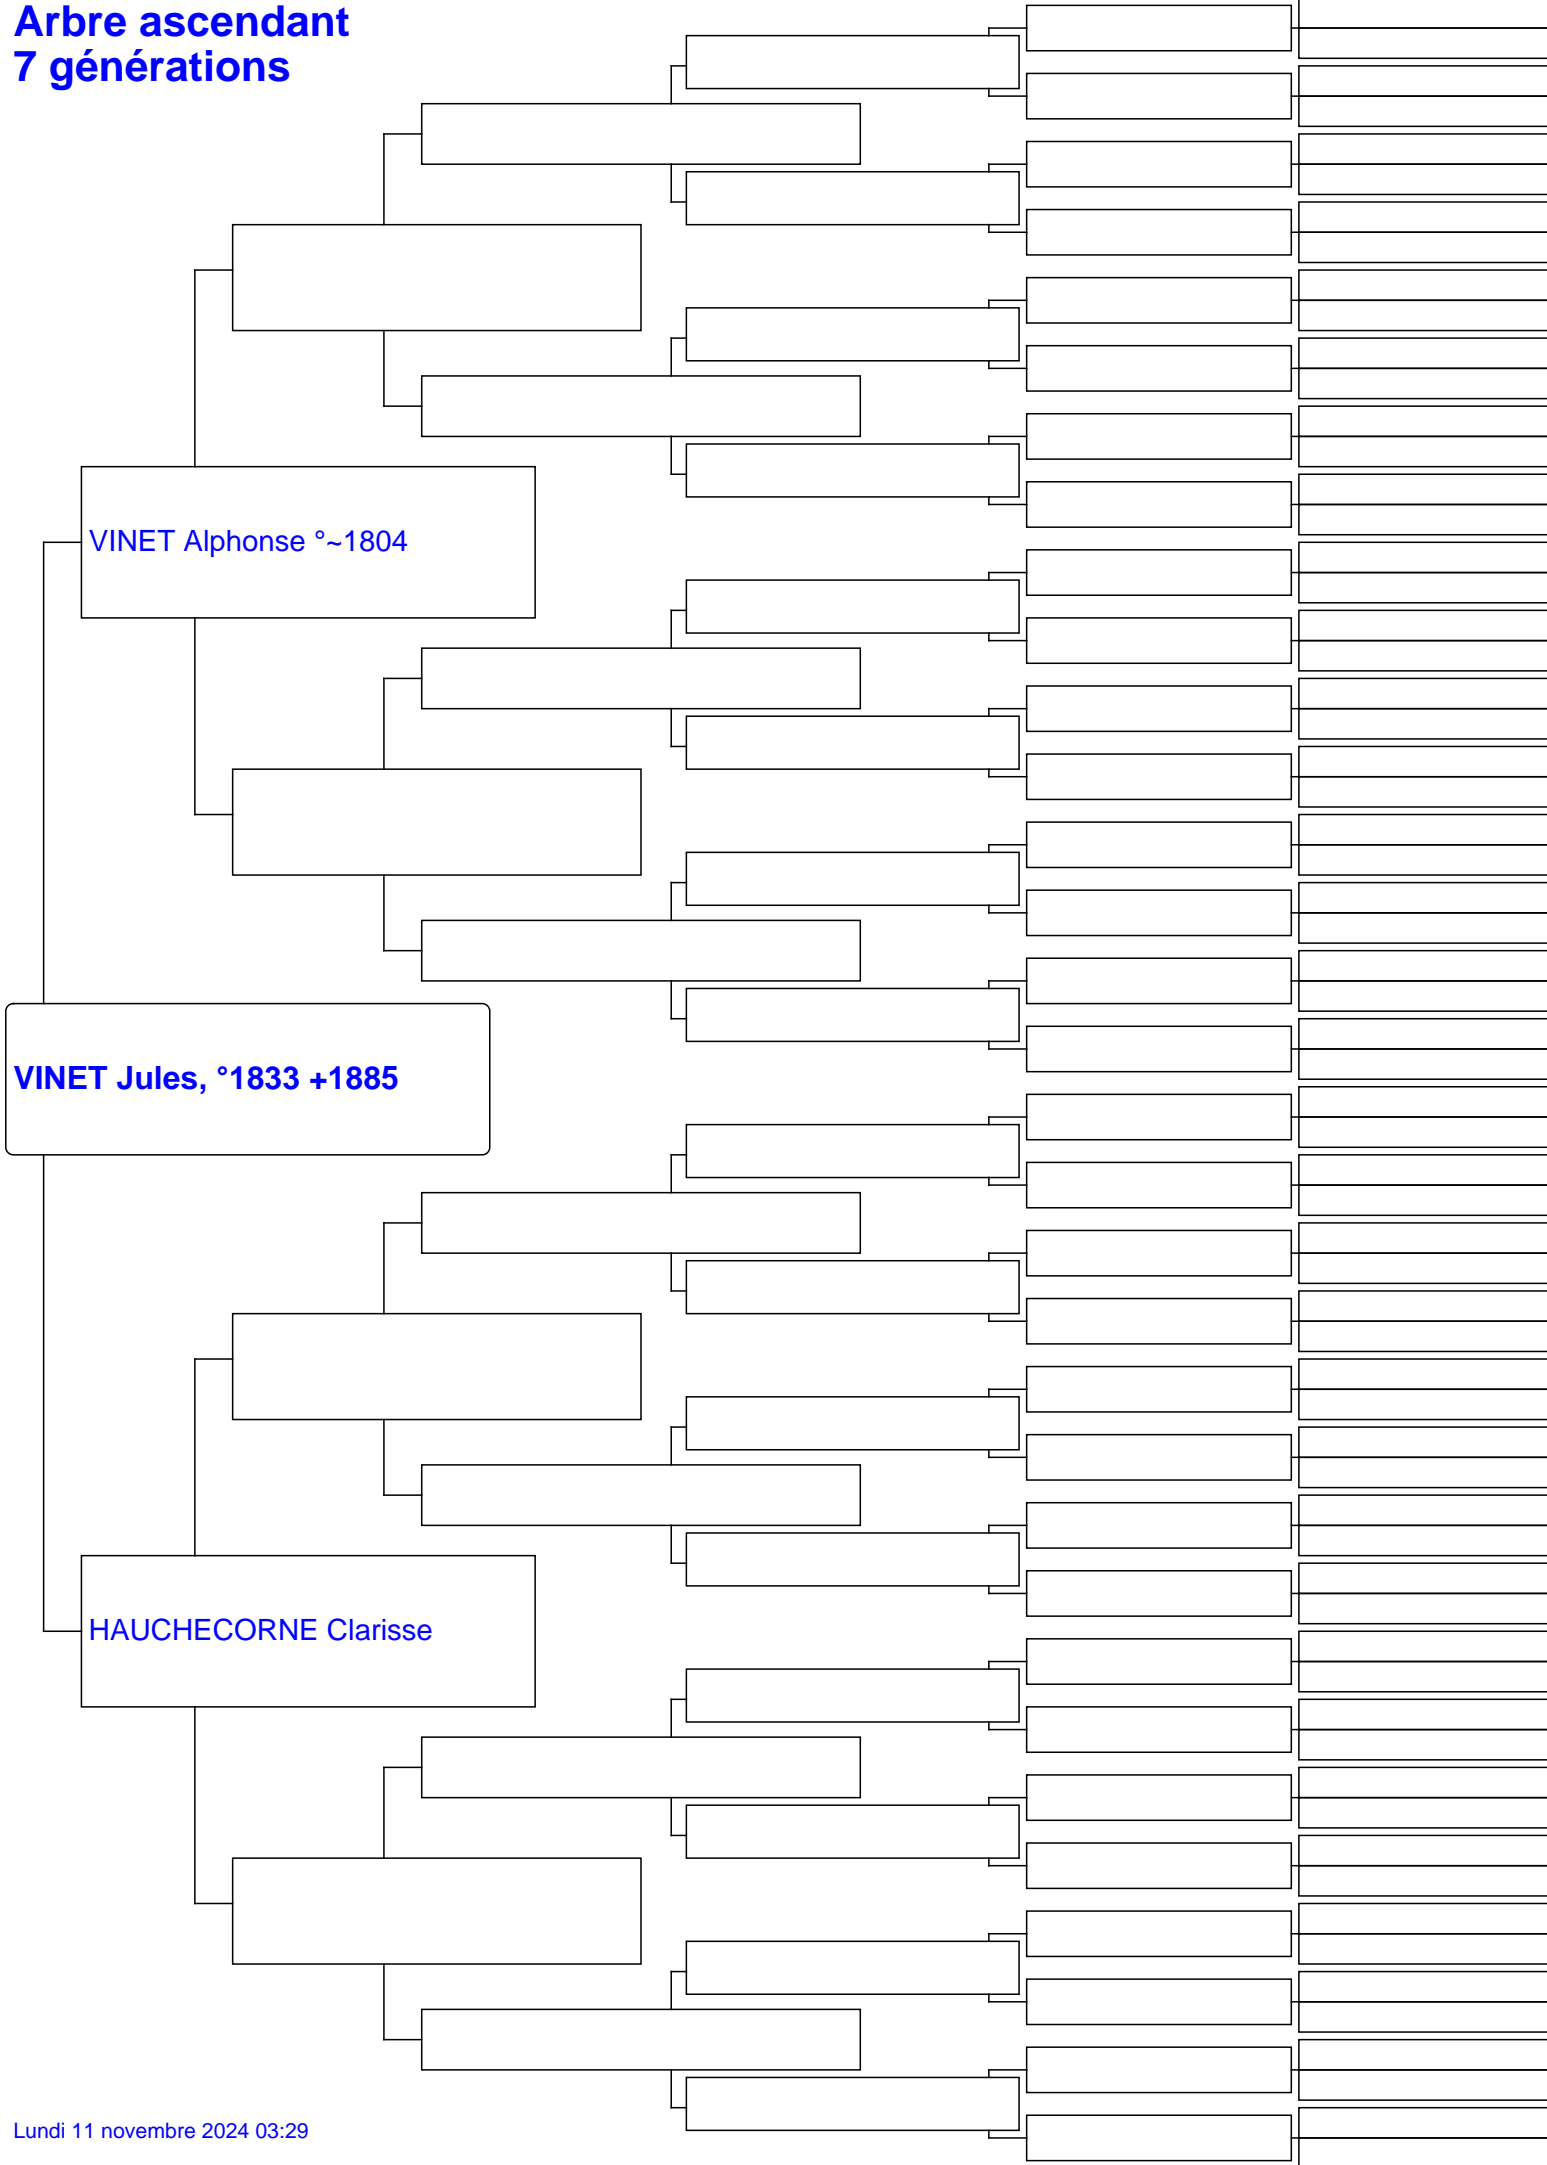 Arbre ascendant
7 générations
VINET Alphonse °~1804
VINET Jules, °1833 +1885
HAUCHECORNE Clarisse
Lundi 11 novembre 2024 03:29